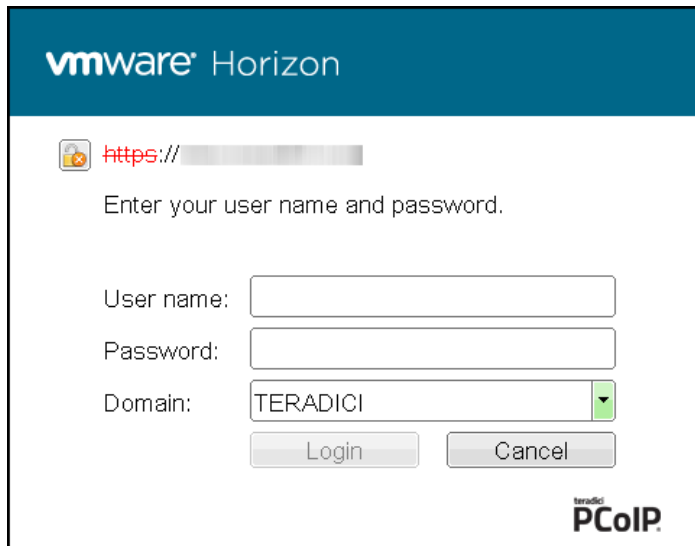 vmware® Horizon
https://
Enter your user name and password.
User name:
Password:
Domain: TERADICI
Login Cancel
teradici
PCoIP®